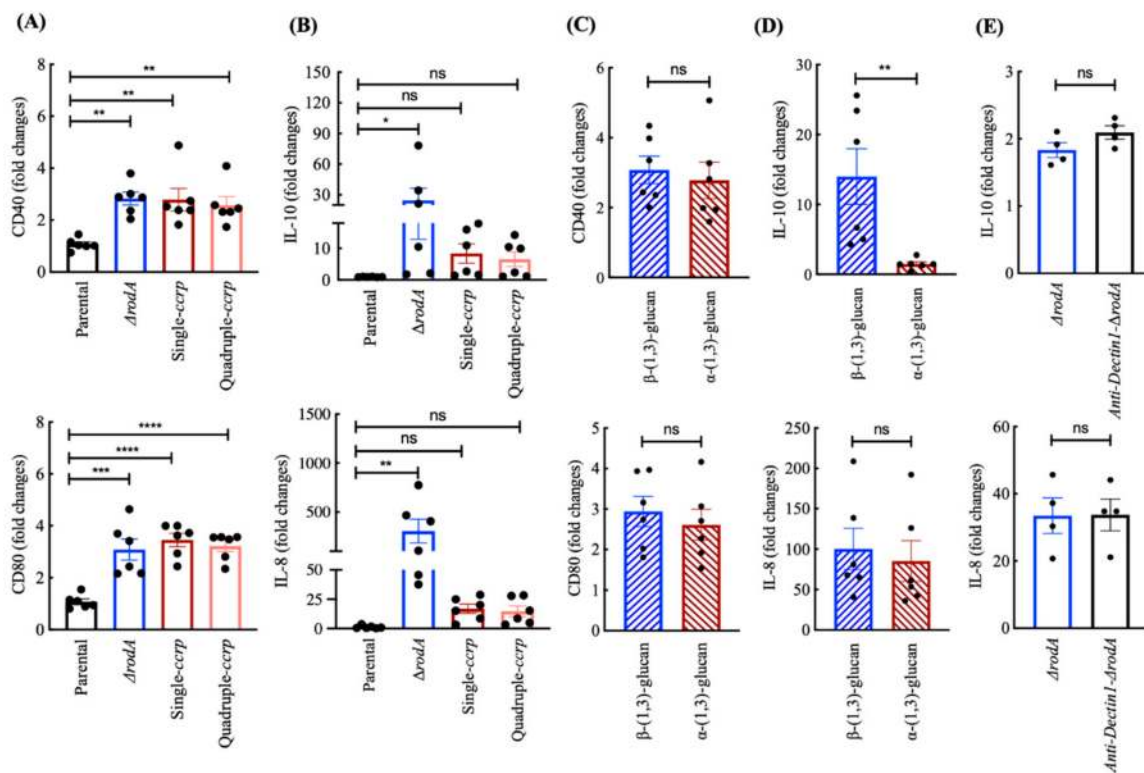 (A)
CD40 (fold changes)
8
6
4
2
0
**
**
**
Parental
ΔrodA
Single-ccrp
Quadruple-ccrp
CD80 (fold changes)
8
6
4
2
0
****
****
***
Parental
ΔrodA
Single-ccrp
Quadruple-ccrp
(B)
IL-10 (fold changes)
150
120
90
60
30
10
0
ns
ns
*
Parental
ΔrodA
Single-ccrp
Quadruple-ccrp
IL-8 (fold changes)
1500
1000
500
50
25
0
ns
ns
**
Parental
ΔrodA
Single-ccrp
Quadruple-ccrp
(C)
CD40 (fold changes)
6
4
2
0
ns
β-(1,3)-glucan
α-(1,3)-glucan
CD80 (fold changes)
5
4
3
2
1
0
ns
β-(1,3)-glucan
α-(1,3)-glucan
(D)
IL-10 (fold changes)
30
20
10
0
**
β-(1,3)-glucan
α-(1,3)-glucan
IL-8 (fold changes)
250
200
150
100
50
0
ns
β-(1,3)-glucan
α-(1,3)-glucan
(E)
IL-10 (fold changes)
3
2
1
0
ns
ΔrodA
Anti-Dectin1-ΔrodA
IL-8 (fold changes)
60
40
20
0
ns
ΔrodA
Anti-Dectin1-ΔrodA